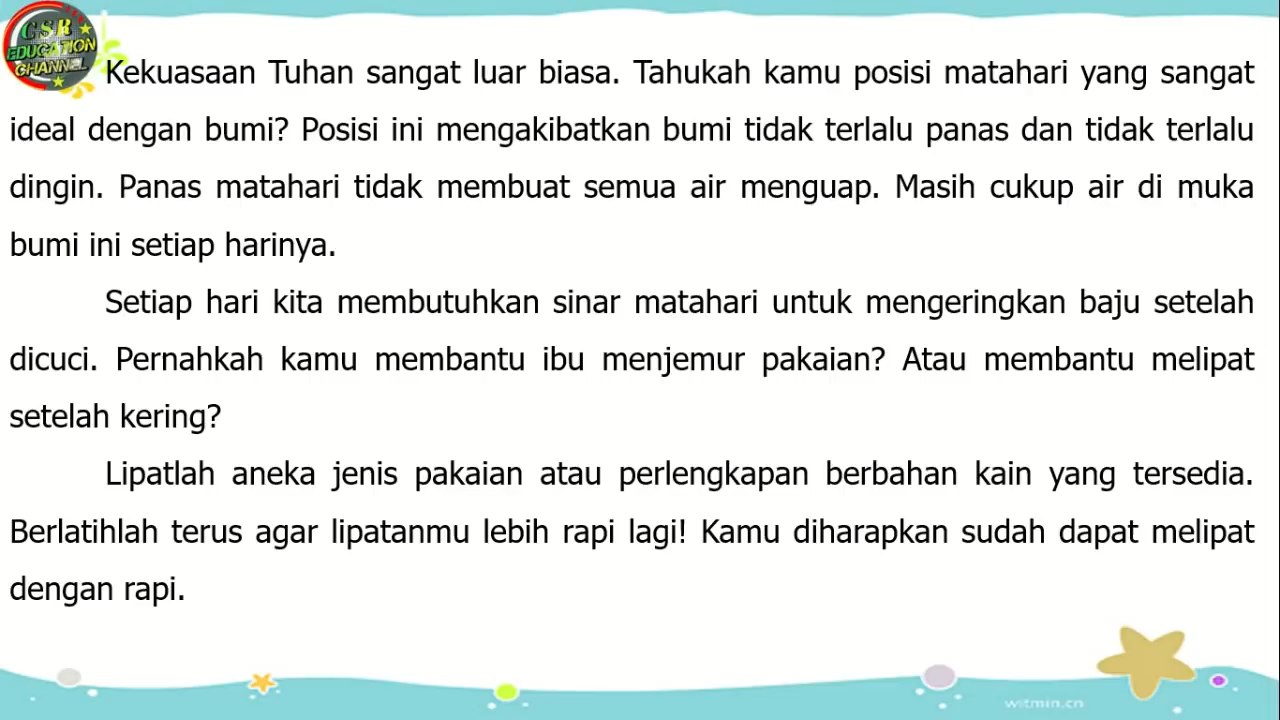 GSB
EDUCATION
CHANNEL
Kekuasaan Tuhan sangat luar biasa. Tahukah kamu posisi matahari yang sangat
ideal dengan bumi? Posisi ini mengakibatkan bumi tidak terlalu panas dan tidak terlalu
dingin. Panas matahari tidak membuat semua air menguap. Masih cukup air di muka
bumi ini setiap harinya.
Setiap hari kita membutuhkan sinar matahari untuk mengeringkan baju setelah
dicuci. Pernahkah kamu membantu ibu menjemur pakaian? Atau membantu melipat
setelah kering?
Lipatlah aneka jenis pakaian atau perlengkapan berbahan kain yang tersedia.
Berlatihlah terus agar lipatanmu lebih rapi lagi! Kamu diharapkan sudah dapat melipat
dengan rapi.
witmin.cn